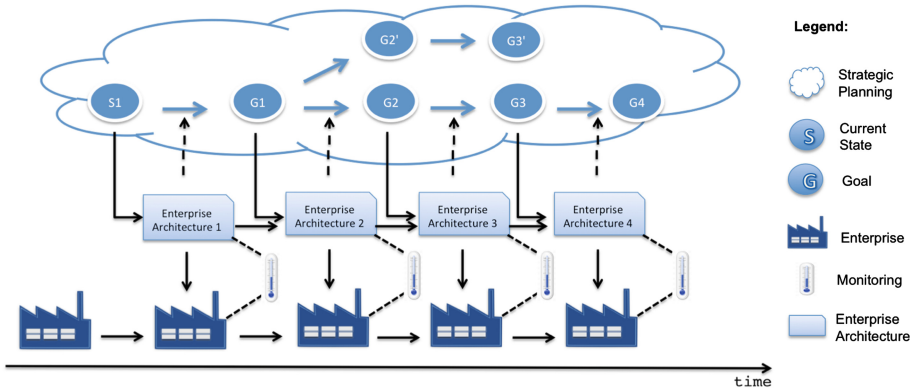 G2'
G3'
S1
G1
G2
G3
G4
Enterprise
Architecture 1
Enterprise
Architecture 2
Enterprise
Architecture 3
Enterprise
Architecture 4
time
Legend:
Strategic
Planning
S
Current
State
G
Goal
Enterprise
Monitoring
Enterprise
Architecture